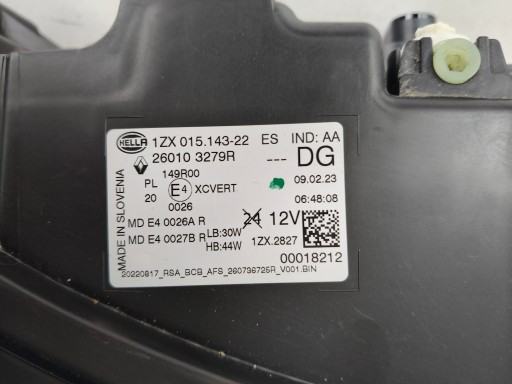 HELLA 1ZX 015.143-22 ES IND: AA
26010 3279R --- DG
149R00
PL E4 XCVERT 09.02.23
20 0026 06:48:08
MADE IN SLOVENIA
MD E4 0026A R 24 12V
MD E4 0027B R LB:30W 1ZX.2827
HB:44W
00018212
20220817_RSA_BCB_AFS_260736725R_V001.BIN